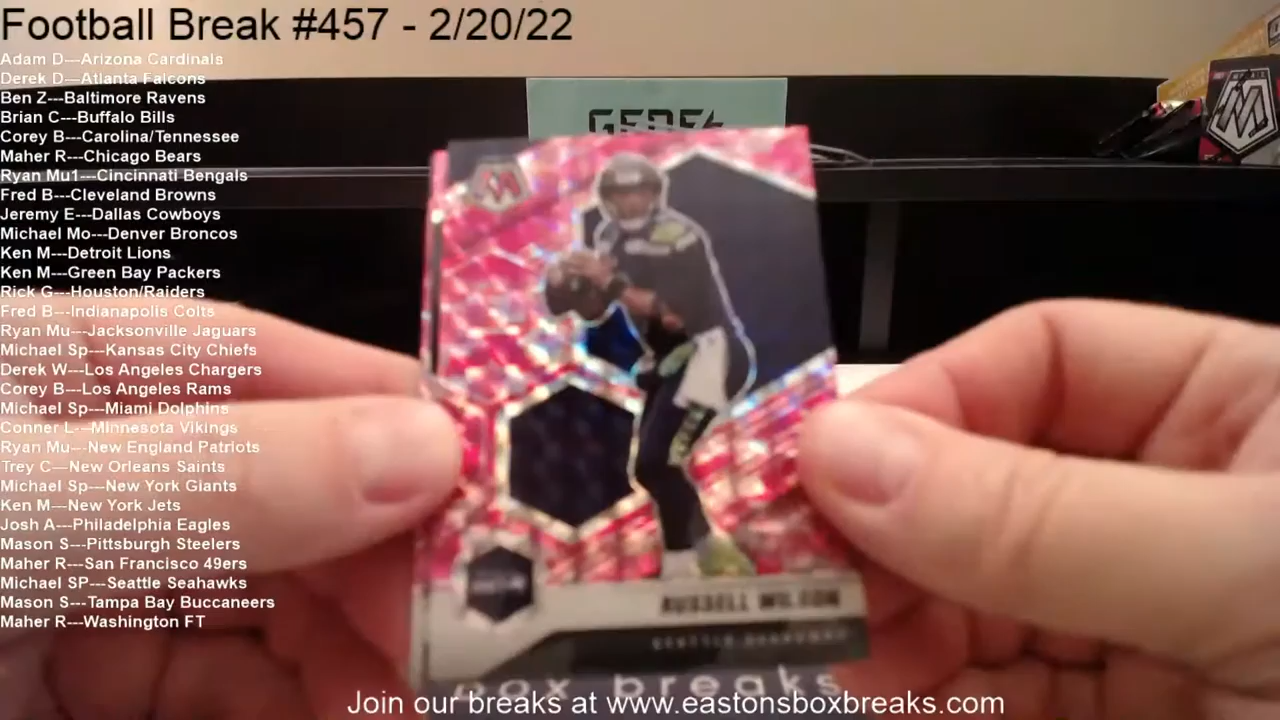 Football Break #457 - 2/20/22
Adam D---Arizona Cardinals
Derek D---Atlanta Falcons
Ben Z---Baltimore Ravens
Brian C---Buffalo Bills
Corey B---Carolina/Tennessee
Maher R---Chicago Bears
Ryan Mu1---Cincinnati Bengals
Fred B---Cleveland Browns
Jeremy E---Dallas Cowboys
Michael Mo---Denver Broncos
Ken M---Detroit Lions
Ken M---Green Bay Packers
Rick G---Houston/Raiders
Fred B---Indianapolis Colts
Ryan Mu---Jacksonville Jaguars
Michael Sp---Kansas City Chiefs
Derek W---Los Angeles Chargers
Corey B---Los Angeles Rams
Michael Sp---Miami Dolphins
Conner L---Minnesota Vikings
Ryan Mu---New England Patriots
Trey C---New Orleans Saints
Michael Sp---New York Giants
Ken M---New York Jets
Josh A---Philadelphia Eagles
Mason S---Pittsburgh Steelers
Maher R---San Francisco 49ers
Michael SP---Seattle Seahawks
Mason S---Tampa Bay Buccaneers
Maher R---Washington FT
MOSAIC
RUSSELL WILSON
SEATTLE SEAHAWKS
box breaks
Join our breaks at www.eastonsboxbreaks.com